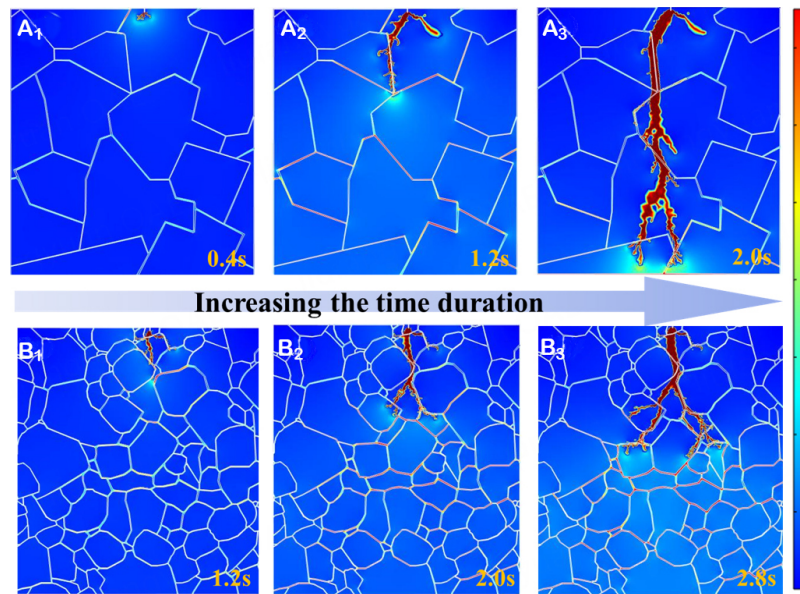 A1
A2
A3
0.4s
1.2s
2.0s
Increasing the time duration
B1
B2
B3
1.2s
2.0s
2.8s